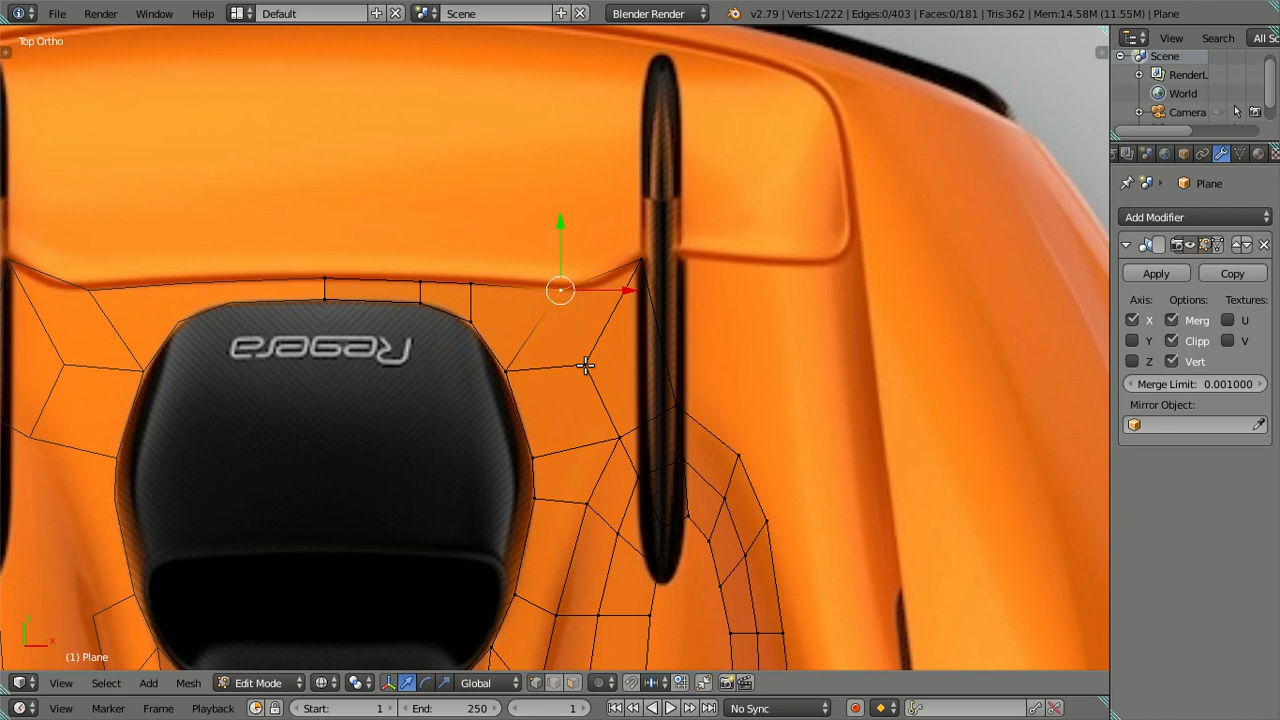 File Render Window Help Default Scene Blender Render v2.79 | Verts:1/222 | Edges:0/403 | Faces:0/181 | Tris:362 | Mem:14.58M (11.55M) | Plane
Top Ortho
View Search All Sc
Scene
RenderL
World
Camera
Plane
Add Modifier
Apply Copy
Axis: Options: Textures:
X Merg U
Y Clipp V
Z Vert
Merge Limit: 0.001000
Mirror Object:
Regera
y
x
(1) Plane
View Select Add Mesh Edit Mode Global
View Marker Frame Playback Start: 1 End: 250 1 No Sync